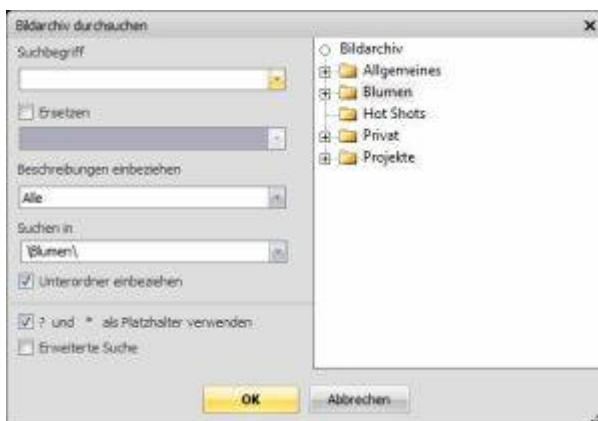 Bildarchiv durchsuchen
Suchbegriff
Ersetzen
Beschreibungen einbeziehen
Alle
Suchen in
\Blumen\
Unterordner einbeziehen
? und * als Platzhalter verwenden
Erweiterte Suche
Bildarchiv
Allgemeines
Blumen
Hot Shots
Privat
Projekte
OK
Abbrechen